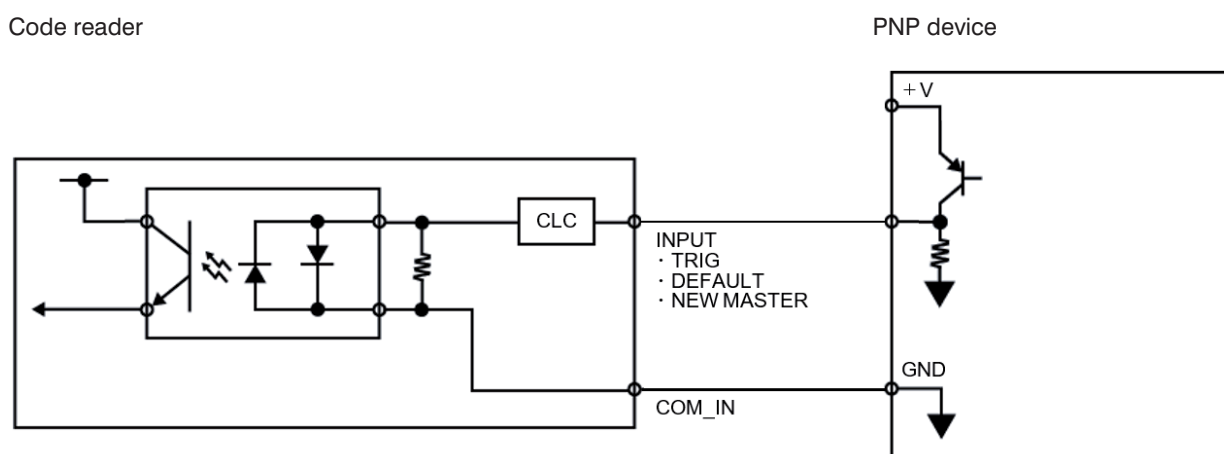 Code reader
PNP device
＋V
CLC
INPUT
・TRIG
・DEFAULT
・NEW MASTER
GND
COM_IN